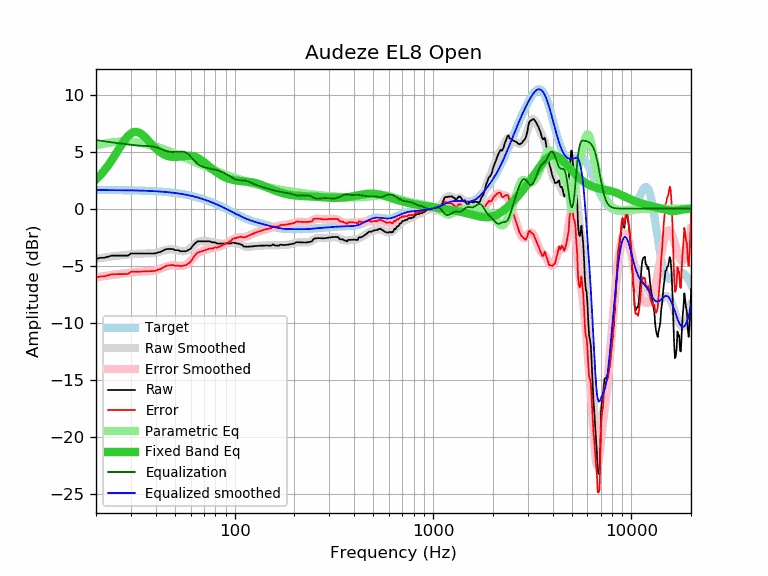 Audeze EL8 Open
Amplitude (dBr)
10
5
0
−5
−10
−15
−20
−25
Target
Raw Smoothed
Error Smoothed
Raw
Error
Parametric Eq
Fixed Band Eq
Equalization
Equalized smoothed
100 1000 10000
Frequency (Hz)